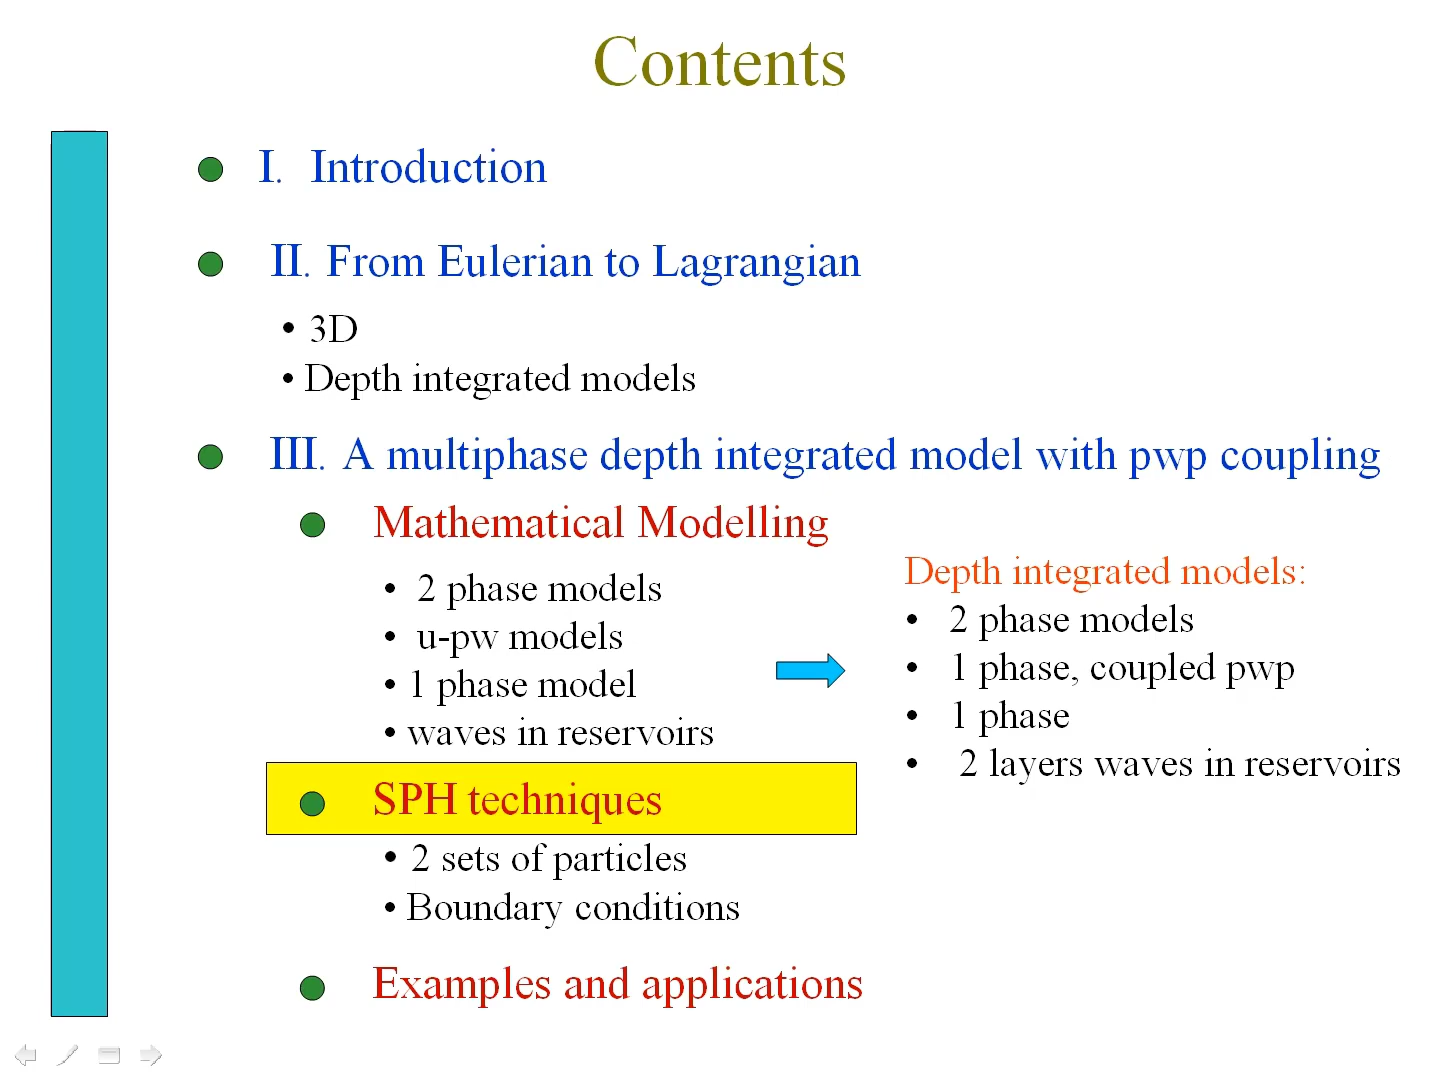 Contents
I. Introduction
II. From Eulerian to Lagrangian
• 3D
• Depth integrated models
III. A multiphase depth integrated model with pwp coupling
Mathematical Modelling
• 2 phase models
• u-pw models
• 1 phase model
• waves in reservoirs
Depth integrated models:
• 2 phase models
• 1 phase, coupled pwp
• 1 phase
• 2 layers waves in reservoirs
SPH techniques
• 2 sets of particles
• Boundary conditions
Examples and applications